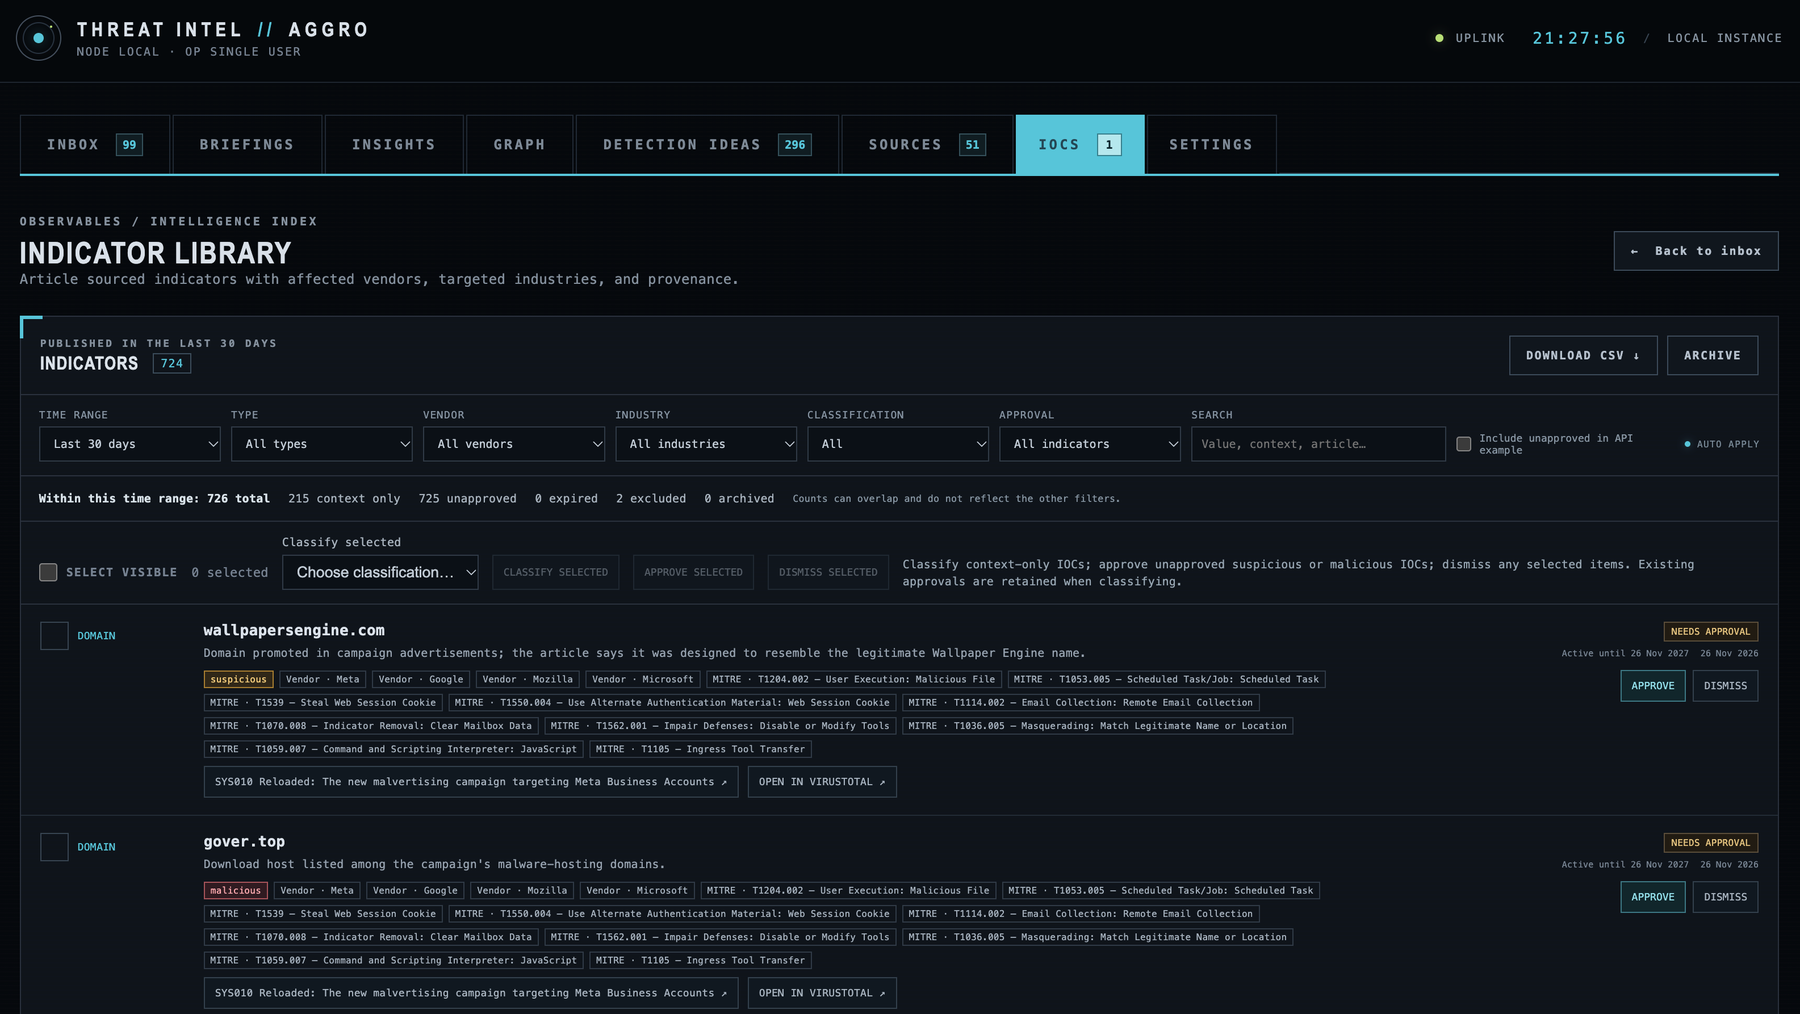 THREAT INTEL // AGGRO
NODE LOCAL · OP SINGLE USER
UPLINK 21:27:56 / LOCAL INSTANCE
INBOX 99 BRIEFINGS INSIGHTS GRAPH DETECTION IDEAS 296 SOURCES 51 IOCS 1 SETTINGS
OBSERVABLES / INTELLIGENCE INDEX
INDICATOR LIBRARY
Article sourced indicators with affected vendors, targeted industries, and provenance.
← Back to inbox
PUBLISHED IN THE LAST 30 DAYS
INDICATORS 724
DOWNLOAD CSV ↓ ARCHIVE
TIME RANGE TYPE VENDOR INDUSTRY CLASSIFICATION APPROVAL SEARCH
Last 30 days All types All vendors All industries All All indicators Value, context, article…
Include unapproved in API
example
AUTO APPLY
Within this time range: 726 total 215 context only 725 unapproved 0 expired 2 excluded 0 archived Counts can overlap and do not reflect the other filters.
Classify selected
SELECT VISIBLE 0 selected Choose classification… CLASSIFY SELECTED APPROVE SELECTED DISMISS SELECTED
Classify context-only IOCs; approve unapproved suspicious or malicious IOCs; dismiss any selected items. Existing
approvals are retained when classifying.
DOMAIN wallpapersengine.com NEEDS APPROVAL
Domain promoted in campaign advertisements; the article says it was designed to resemble the legitimate Wallpaper Engine name. Active until 26 Nov 2027 26 Nov 2026
suspicious Vendor · Meta Vendor · Google Vendor · Mozilla Vendor · Microsoft MITRE · T1204.002 — User Execution: Malicious File MITRE · T1053.005 — Scheduled Task/Job: Scheduled Task
APPROVE DISMISS
MITRE · T1539 — Steal Web Session Cookie MITRE · T1550.004 — Use Alternate Authentication Material: Web Session Cookie MITRE · T1114.002 — Email Collection: Remote Email Collection
MITRE · T1070.008 — Indicator Removal: Clear Mailbox Data MITRE · T1562.001 — Impair Defenses: Disable or Modify Tools MITRE · T1036.005 — Masquerading: Match Legitimate Name or Location
MITRE · T1059.007 — Command and Scripting Interpreter: JavaScript MITRE · T1105 — Ingress Tool Transfer
SYS010 Reloaded: The new malvertising campaign targeting Meta Business Accounts ↗ OPEN IN VIRUSTOTAL ↗
DOMAIN gover.top NEEDS APPROVAL
Download host listed among the campaign's malware-hosting domains. Active until 26 Nov 2027 26 Nov 2026
malicious Vendor · Meta Vendor · Google Vendor · Mozilla Vendor · Microsoft MITRE · T1204.002 — User Execution: Malicious File MITRE · T1053.005 — Scheduled Task/Job: Scheduled Task
APPROVE DISMISS
MITRE · T1539 — Steal Web Session Cookie MITRE · T1550.004 — Use Alternate Authentication Material: Web Session Cookie MITRE · T1114.002 — Email Collection: Remote Email Collection
MITRE · T1070.008 — Indicator Removal: Clear Mailbox Data MITRE · T1562.001 — Impair Defenses: Disable or Modify Tools MITRE · T1036.005 — Masquerading: Match Legitimate Name or Location
MITRE · T1059.007 — Command and Scripting Interpreter: JavaScript MITRE · T1105 — Ingress Tool Transfer
SYS010 Reloaded: The new malvertising campaign targeting Meta Business Accounts ↗ OPEN IN VIRUSTOTAL ↗